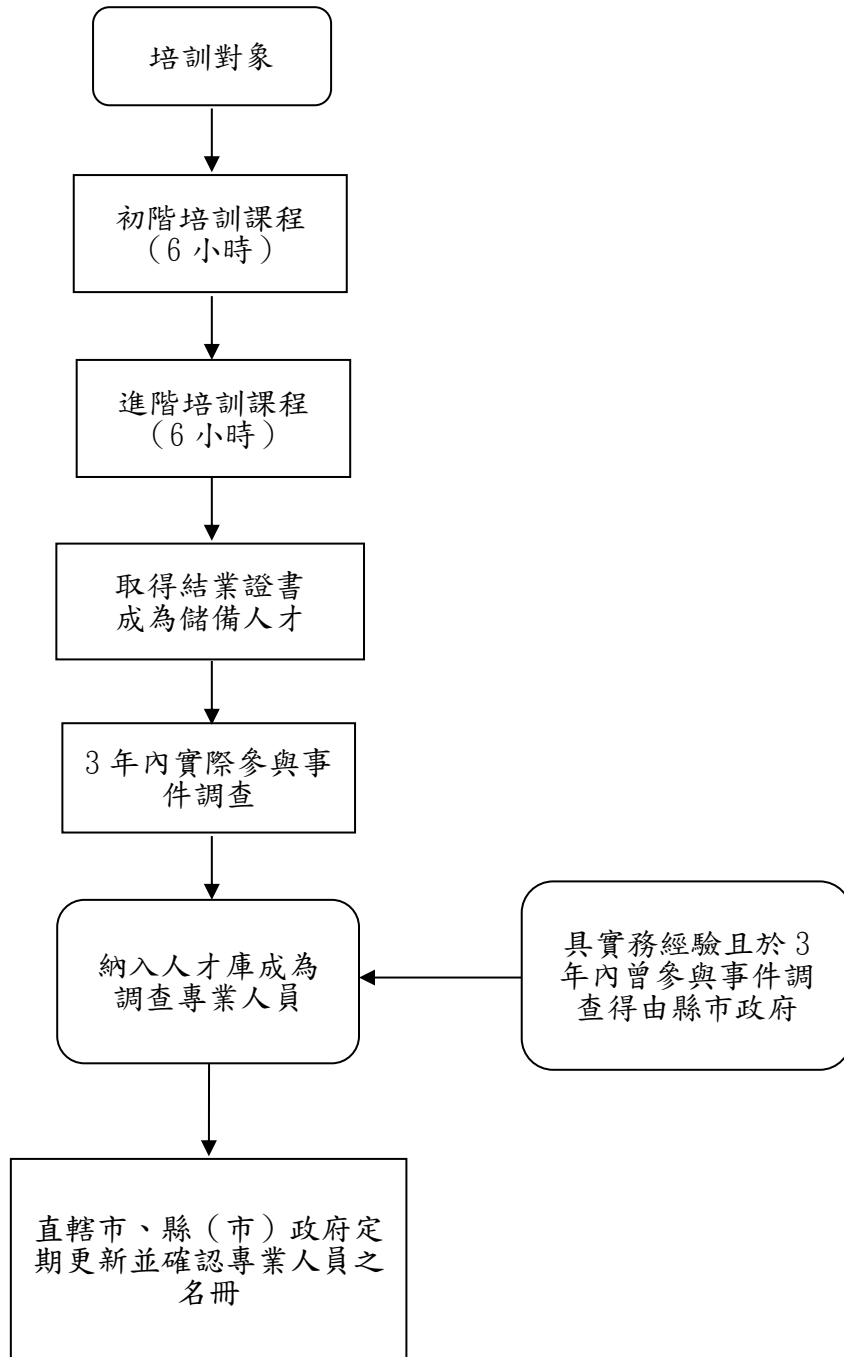 培訓對象
初階培訓課程
（6 小時）
進階培訓課程
（6 小時）
取得結業證書
成為儲備人才
3 年內實際參與事
件調查
納入人才庫成為
調查專業人員
具實務經驗且於 3
年內曾參與事件調
查得由縣市政府
直轄市、縣（市）政府定
期更新並確認專業人員之
名冊